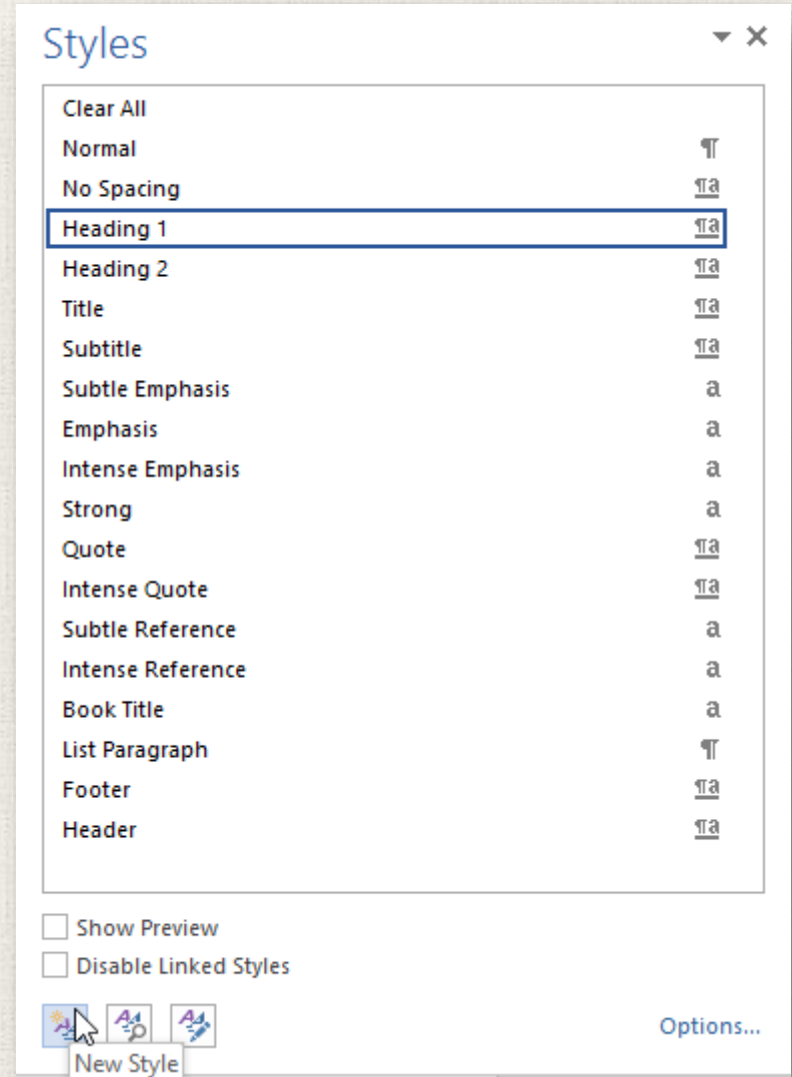 Styles
Clear All
Normal ¶
No Spacing ¶a
Heading 1 ¶a
Heading 2 ¶a
Title ¶a
Subtitle ¶a
Subtle Emphasis a
Emphasis a
Intense Emphasis a
Strong a
Quote ¶a
Intense Quote ¶a
Subtle Reference a
Intense Reference a
Book Title a
List Paragraph ¶
Footer ¶a
Header ¶a
Show Preview
Disable Linked Styles
Options...
New Style